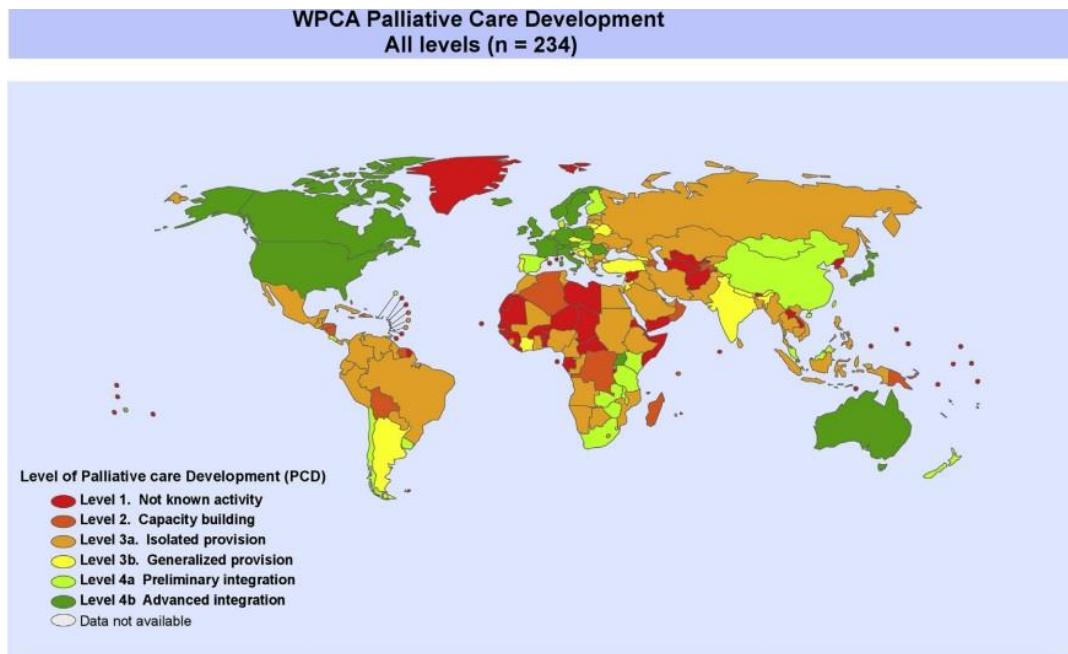 WPCA Palliative Care Development
All levels (n = 234)
Level of Palliative care Development (PCD)
Level 1. Not known activity
Level 2. Capacity building
Level 3a. Isolated provision
Level 3b. Generalized provision
Level 4a Preliminary integration
Level 4b Advanced integration
Data not available